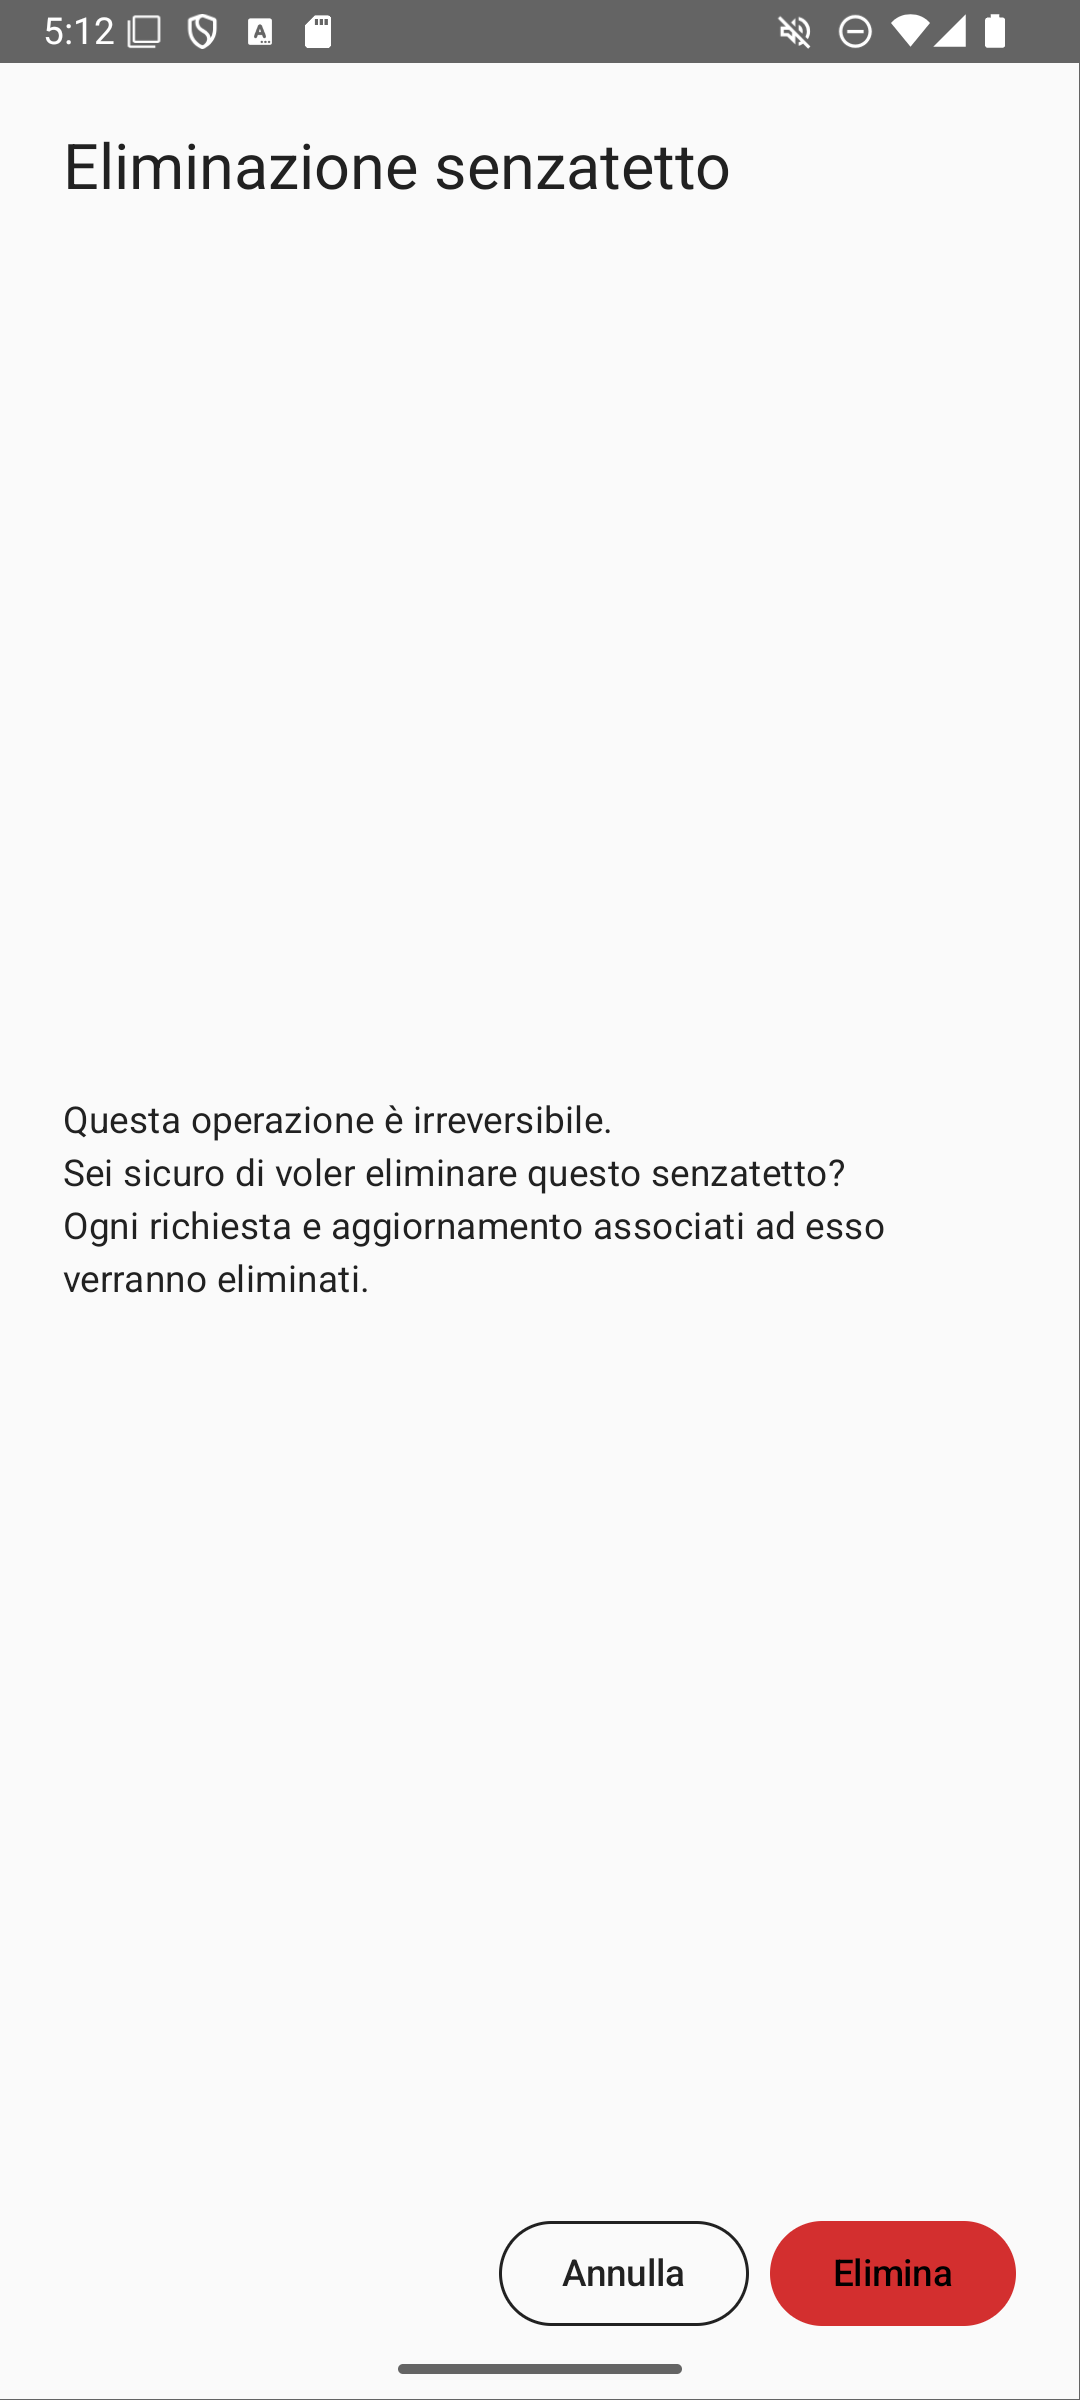 5:12
Eliminazione senzatetto
Questa operazione è irreversibile.
Sei sicuro di voler eliminare questo senzatetto?
Ogni richiesta e aggiornamento associati ad esso
verranno eliminati.
Annulla
Elimina